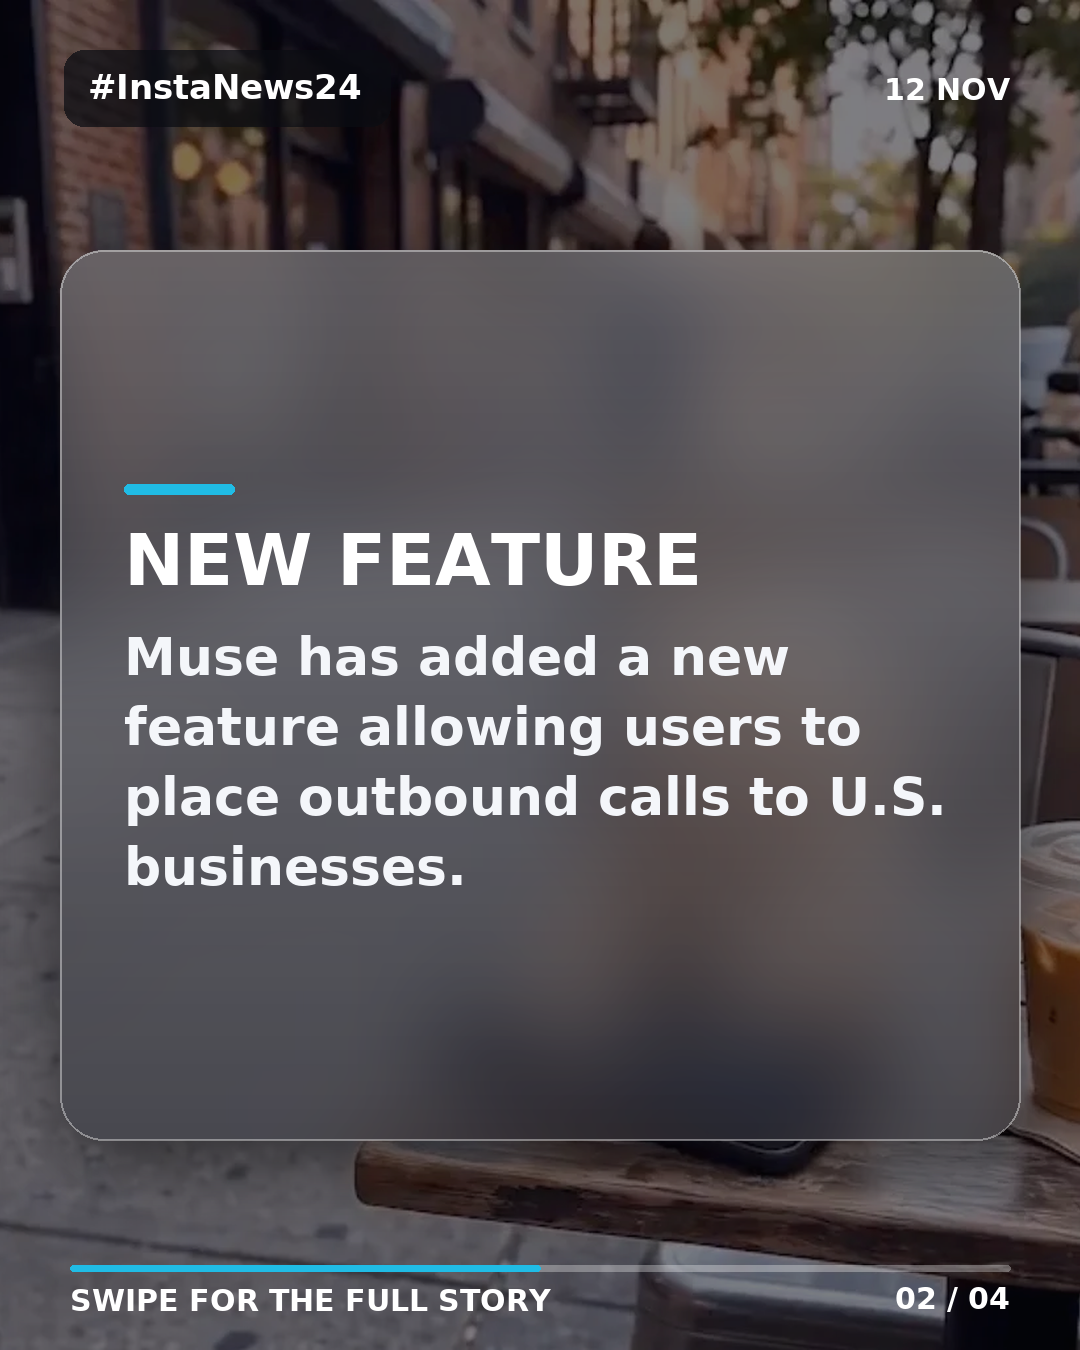 #InstaNews24
12 NOV
NEW FEATURE
Muse has added a new
feature allowing users to
place outbound calls to U.S.
businesses.
SWIPE FOR THE FULL STORY
02 / 04